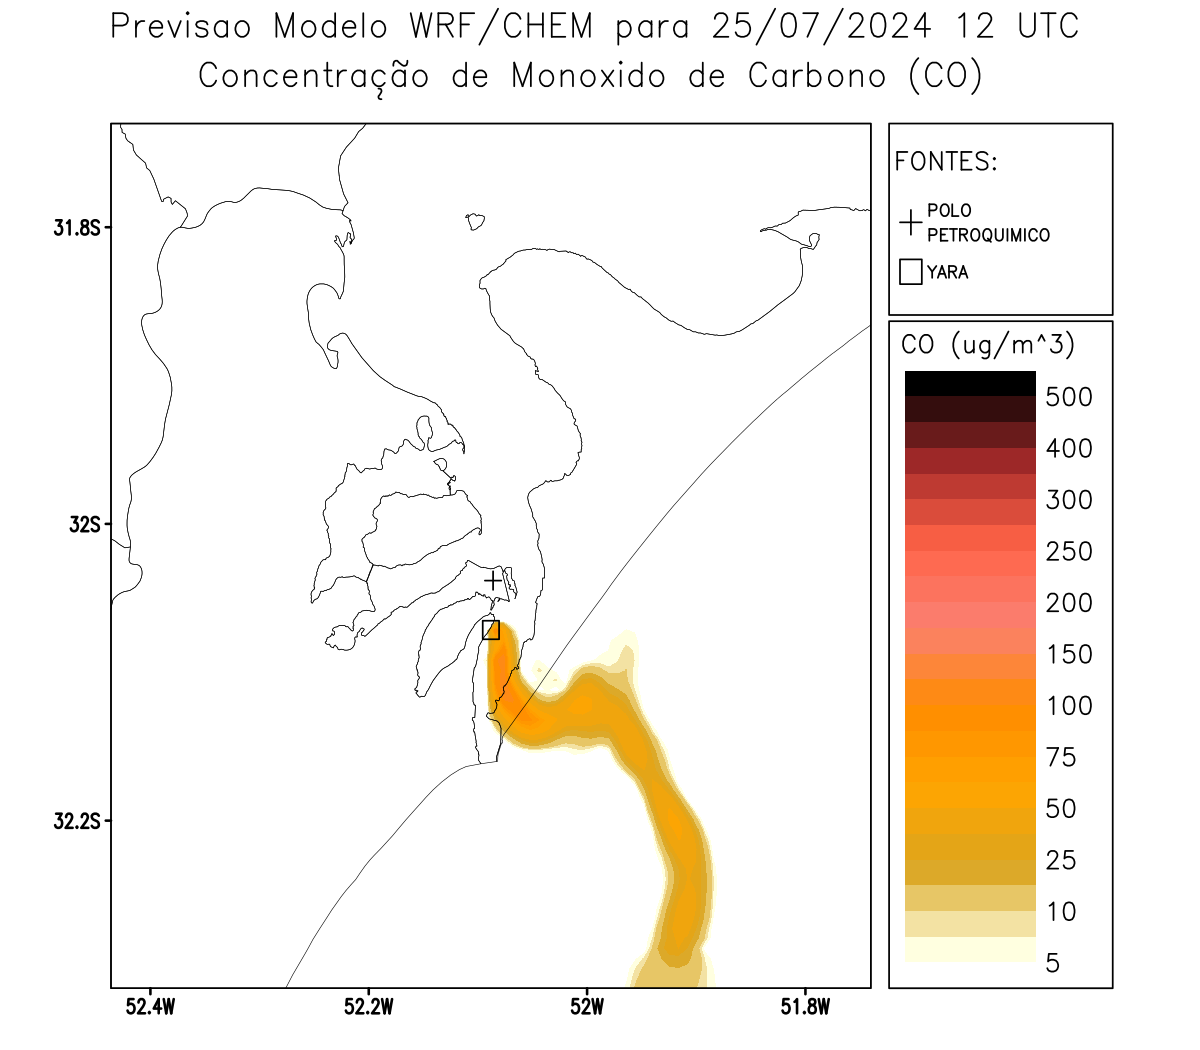 Previsao Modelo WRF/CHEM para 25/07/2024 12 UTC
Concentração de Monoxido de Carbono (CO)
FONTES:
POLO
PETROQUIMICO
YARA
CO (ug/m^3)
500
400
300
250
200
150
100
75
50
25
10
5
31.8S
32S
32.2S
52.4W
52.2W
52W
51.8W